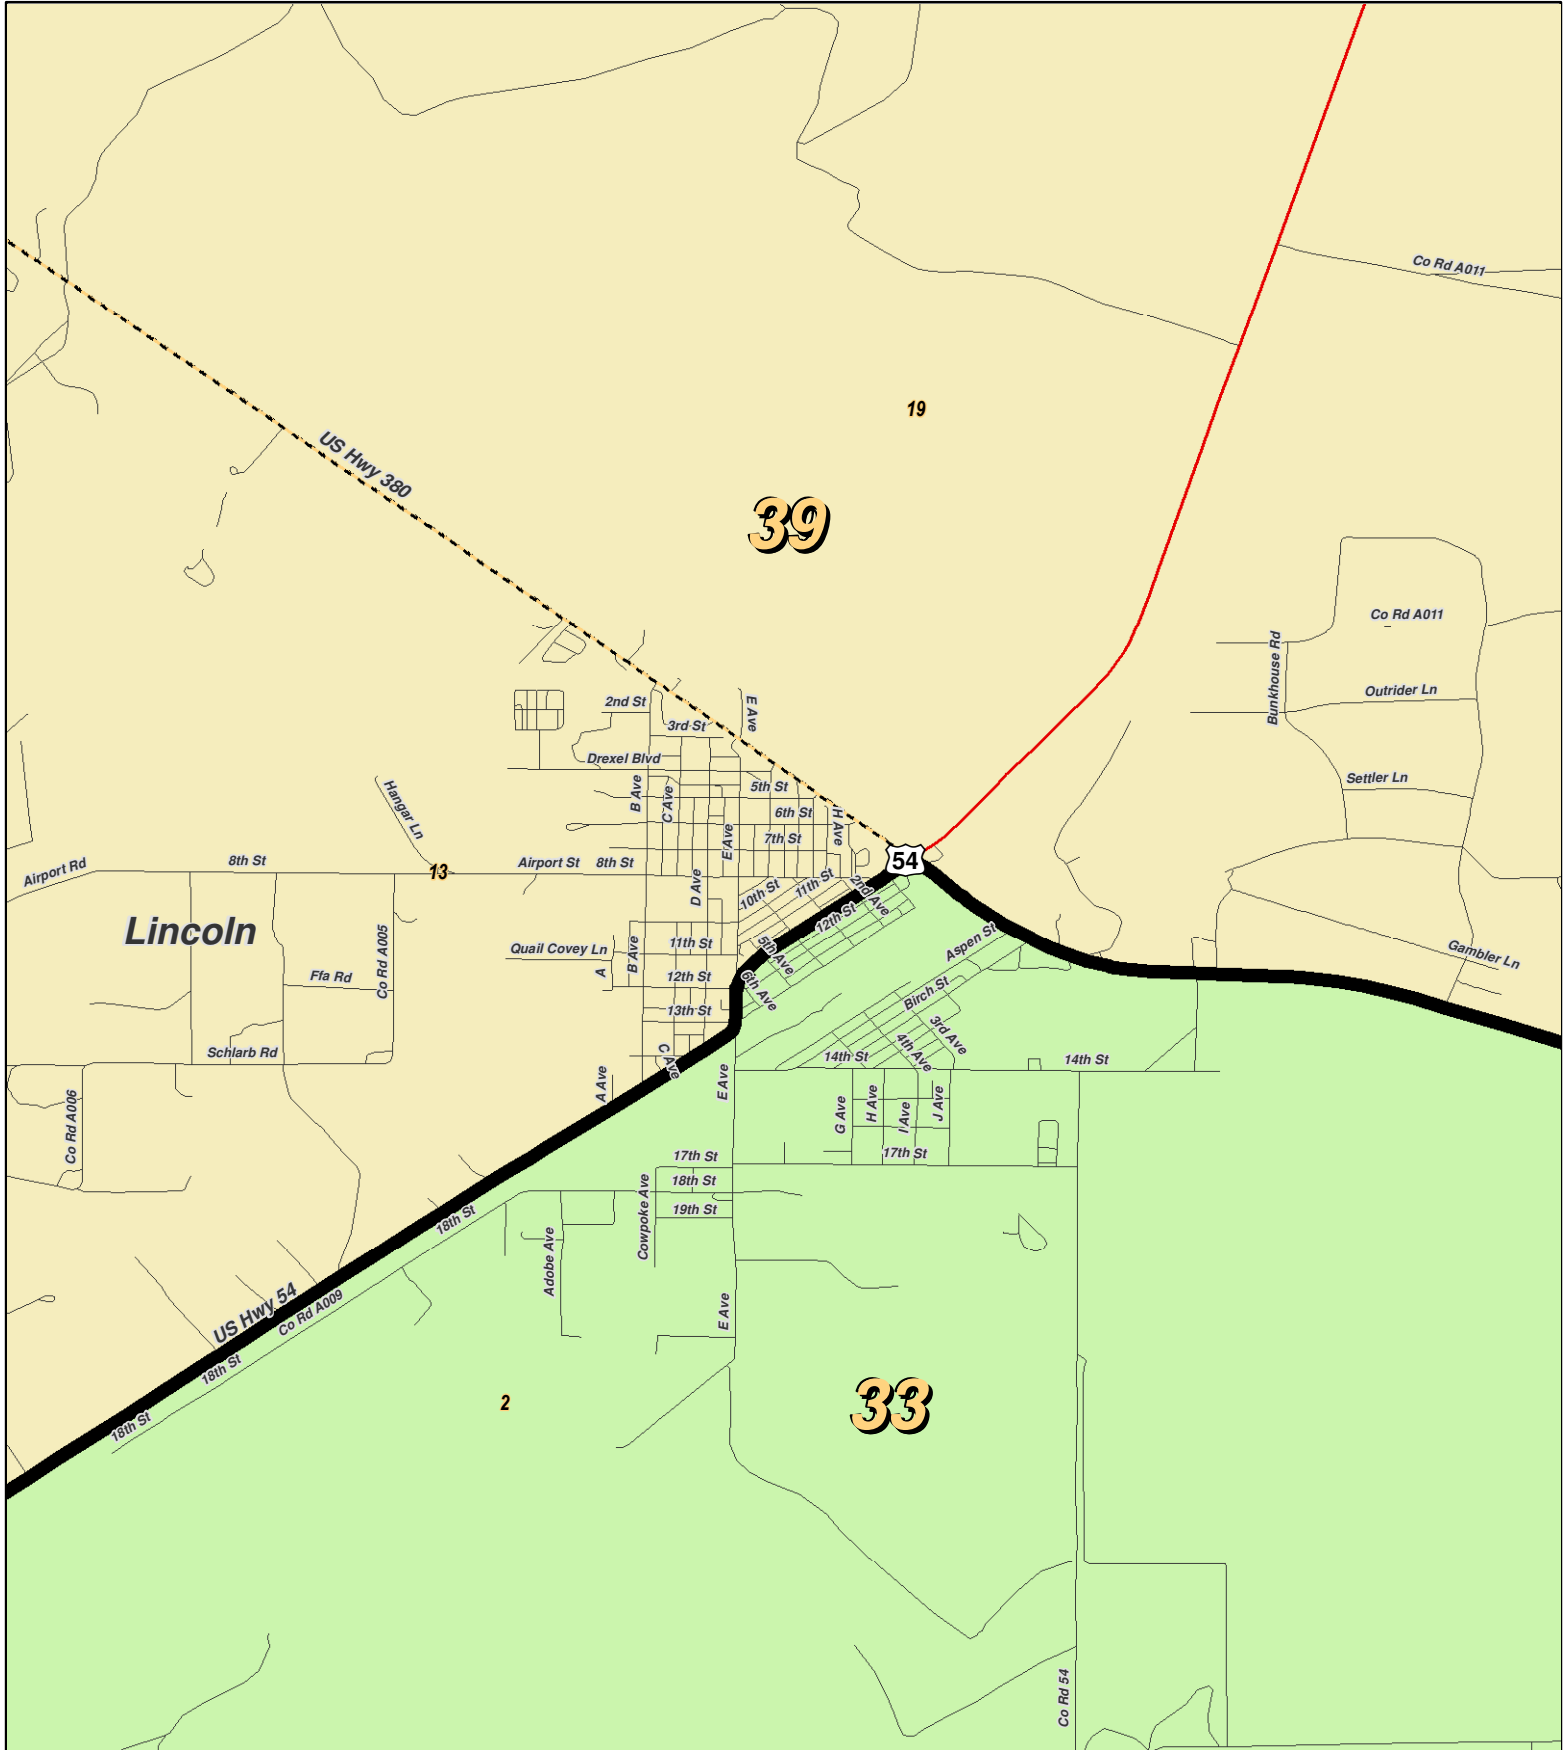 Co Rd A011
19
US Hwy 380
39
Co Rd A011
Bunkhouse Rd
Outrider Ln
2nd St
E Ave
3rd St
Drexel Blvd
Settler Ln
B Ave
C Ave
5th St
Hangar Ln
6th St
H Ave
7th St
E Ave
54
Airport Rd
8th St
13
Airport St
8th St
D Ave
10th St
11th St
2nd Ave
12th St
Lincoln
Co Rd A005
Quail Covey Ln
B Ave
11th St
5th Ave
Aspen St
Gambler Ln
Ffa Rd
A
12th St
6th Ave
Birch St
13th St
3rd Ave
4th Ave
Schlarb Rd
C Ave
14th St
14th St
Co Rd A006
A Ave
E Ave
G Ave
H Ave
I Ave
J Ave
17th St
17th St
18th St
Cowpoke Ave
19th St
18th St
Adobe Ave
US Hwy 54
Co Rd A009
E Ave
18th St
2
33
18th St
Co Rd 54